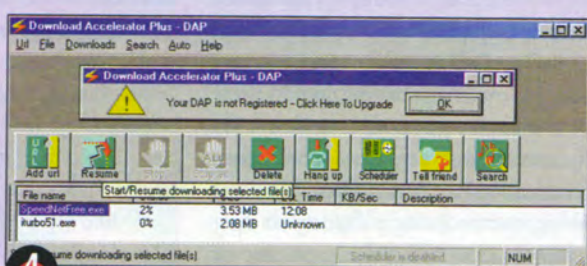 Download Accelerator Plus - DAP
Url File Downloads Search Auto Help
Download Accelerator Plus - DAP
Your DAP is not Registered - Click Here To Upgrade OK
URL
Add url Resume Stop Delete Hang up Scheduler Tell friend Search
Start/Resume downloading selected file(s)
File name Time KB/Sec Description
SpeedNetFree.exe 2% 3.53 MB 12:08
iturbo51.exe 0% 2.08 MB Unknown
4 downloading selected file(s) Scheduler is disabled NUM